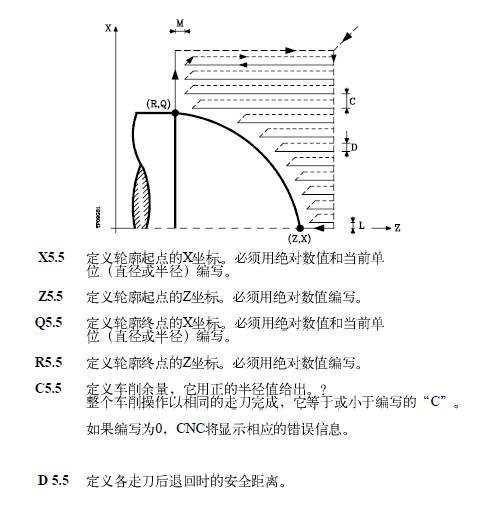 X
M
(R,Q)
C
D
L
Z
(Z,X)
X5.5 定义轮廓起点的X坐标。必须用绝对数值和当前单
位（直径或半径）编写。
Z5.5 定义轮廓起点的Z坐标。必须用绝对数值编写。
Q5.5 定义轮廓终点的X坐标。必须用绝对数值和当前单
位（直径或半径）编写。
R5.5 定义轮廓终点的Z坐标。必须用绝对数值编写。
C5.5 定义车削余量，它用正的半径值给出。?
整个车削操作以相同的走刀完成，它等于或小于编写的“C”。
如果编写为0，CNC将显示相应的错误信息。
D 5.5 定义各走刀后退回时的安全距离。